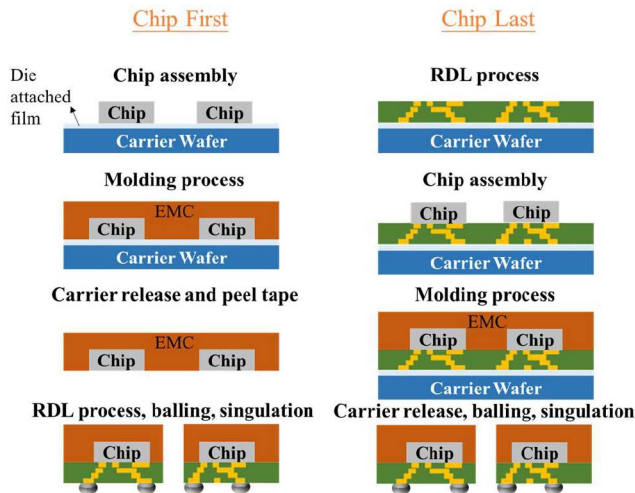 Chip First
Die
attached
film
Chip assembly
Chip Chip
Carrier Wafer
Molding process
EMC
Chip Chip
Carrier Wafer
Carrier release and peel tape
EMC
Chip Chip
RDL process, balling, singulation
Chip Chip
Chip Last
RDL process
Carrier Wafer
Chip assembly
Chip Chip
Carrier Wafer
Molding process
EMC
Chip Chip
Carrier Wafer
Carrier release, balling, singulation
Chip Chip